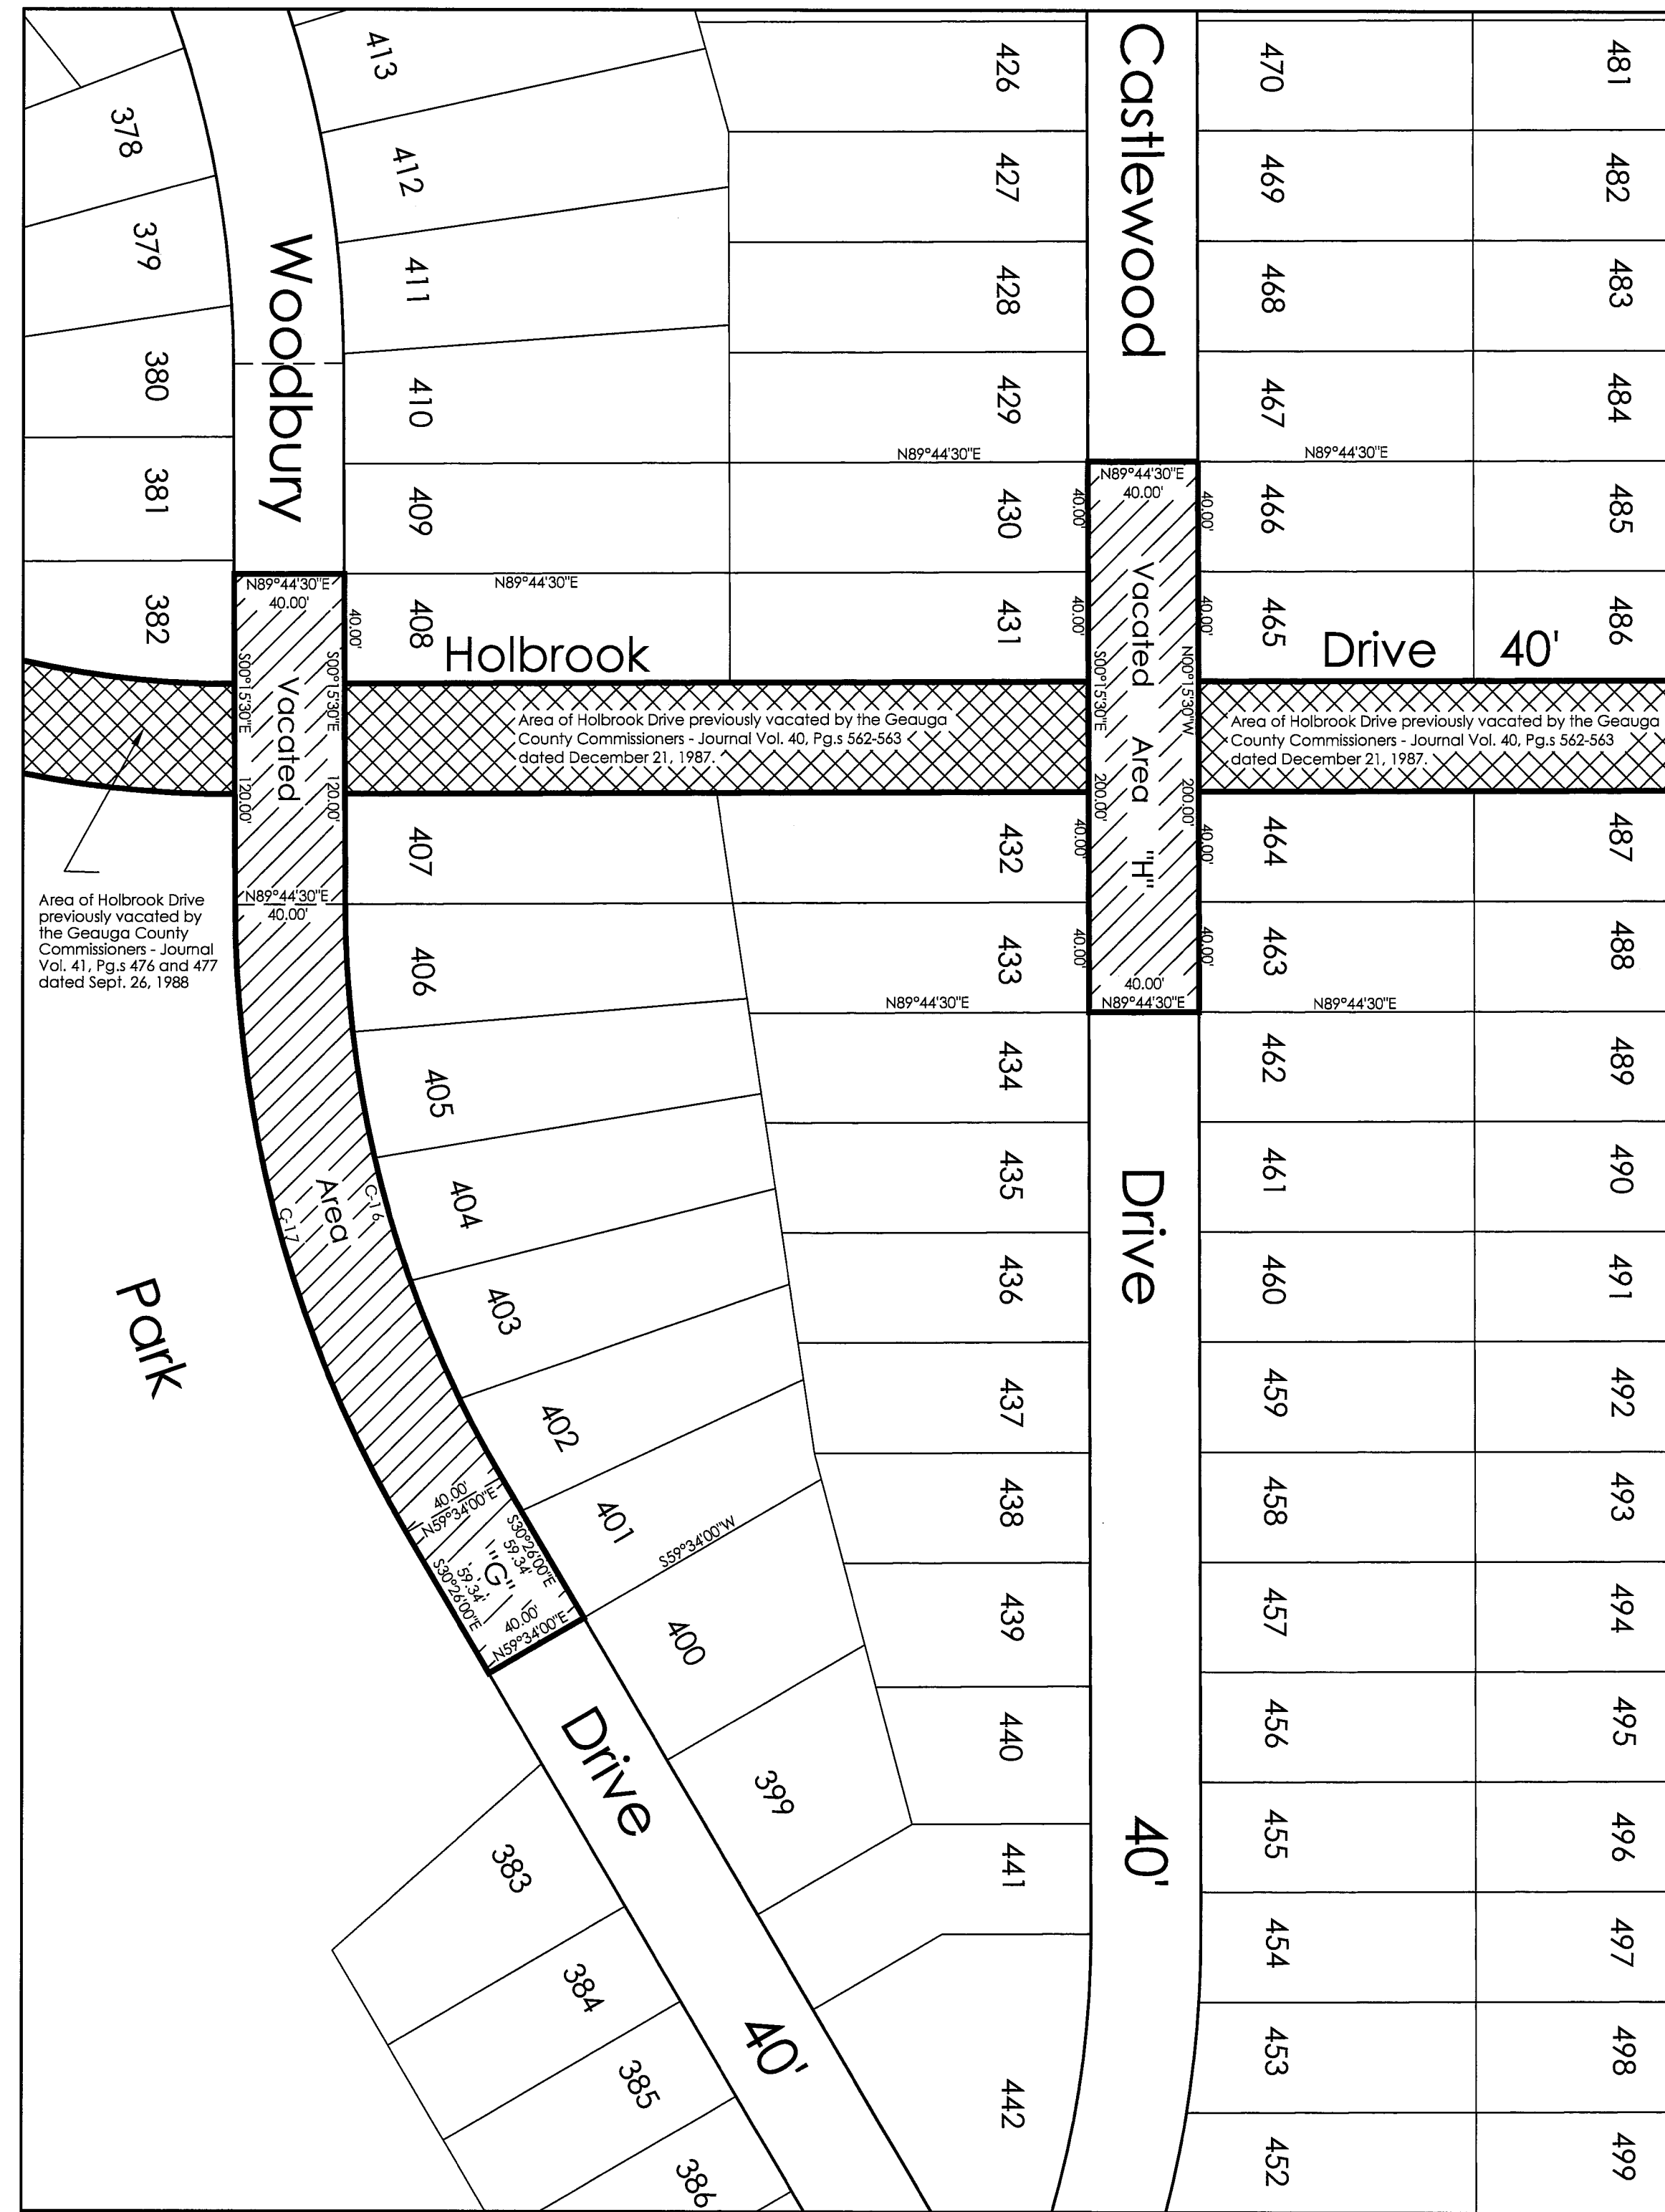 413
426
Castlewood
470
481
378
412
427
469
482
379
Woodbury
411
428
468
483
380
410
429
467
484
N89°44'30"E
N89°44'30"E
N89°44'30"E
40.00'
381
409
430
40.00'
40.00'
466
485
N89°44'30"E
40.00'
N89°44'30"E
382
40.00'
408
431
40.00'
40.00'
465
486
Holbrook
Drive
40'
S00°15'30"E
120.00'
S00°15'30"E
120.00'
Vacated
Area
"G"
S00°15'30"E
200.00'
N00°15'30"W
200.00'
Vacated Area "H"
Area of Holbrook Drive previously vacated by the Geauga
County Commissioners - Journal Vol. 40, Pg.s 562-563
dated December 21, 1987.
Area of Holbrook Drive previously vacated by the Geauga
County Commissioners - Journal Vol. 40, Pg.s 562-563
dated December 21, 1987.
407
432
40.00'
40.00'
464
487
Area of Holbrook Drive
previously vacated by
the Geauga County
Commissioners - Journal
Vol. 41, Pg.s 476 and 477
dated Sept. 26, 1988
N89°44'30"E
40.00'
406
433
40.00'
40.00'
463
488
N89°44'30"E
40.00'
N89°44'30"E
N89°44'30"E
405
434
462
489
C-16
C-17
404
435
Drive
461
490
Park
403
436
460
491
402
437
459
492
40.00'
N59°34'00"E
401
S59°34'00"W
438
458
493
S30°26'00"E
59.34'
59.34'
S30°26'00"E
40.00'
N59°34'00"E
400
439
457
494
Drive
399
440
456
495
383
441
40'
455
496
384
454
497
385
40'
442
453
498
386
452
499